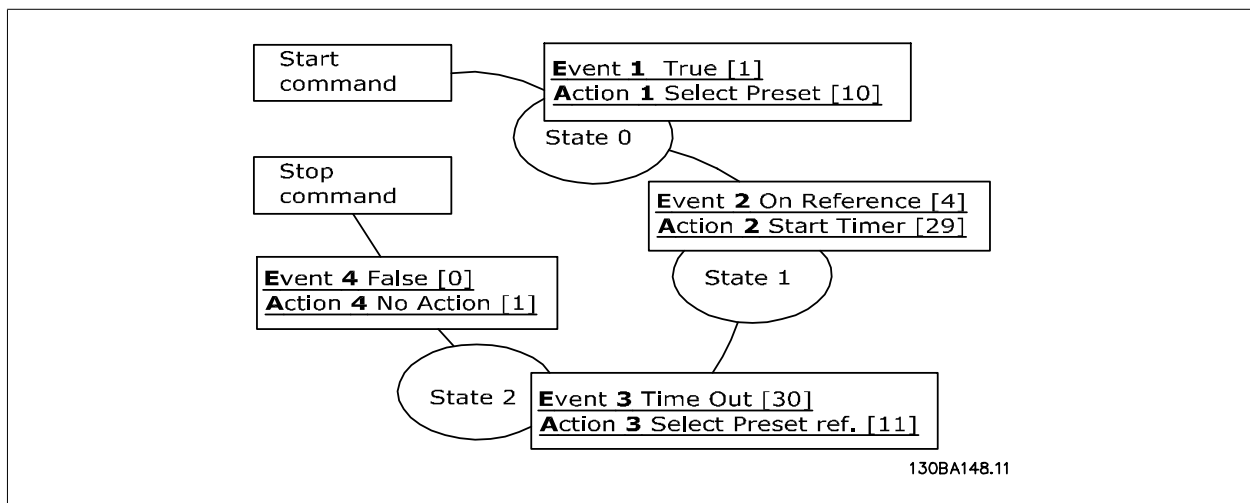 Start
command
Event 1 True [1]
Action 1 Select Preset [10]
State 0
Stop
command
Event 2 On Reference [4]
Action 2 Start Timer [29]
State 1
Event 4 False [0]
Action 4 No Action [1]
State 2
Event 3 Time Out [30]
Action 3 Select Preset ref. [11]
130BA148.11